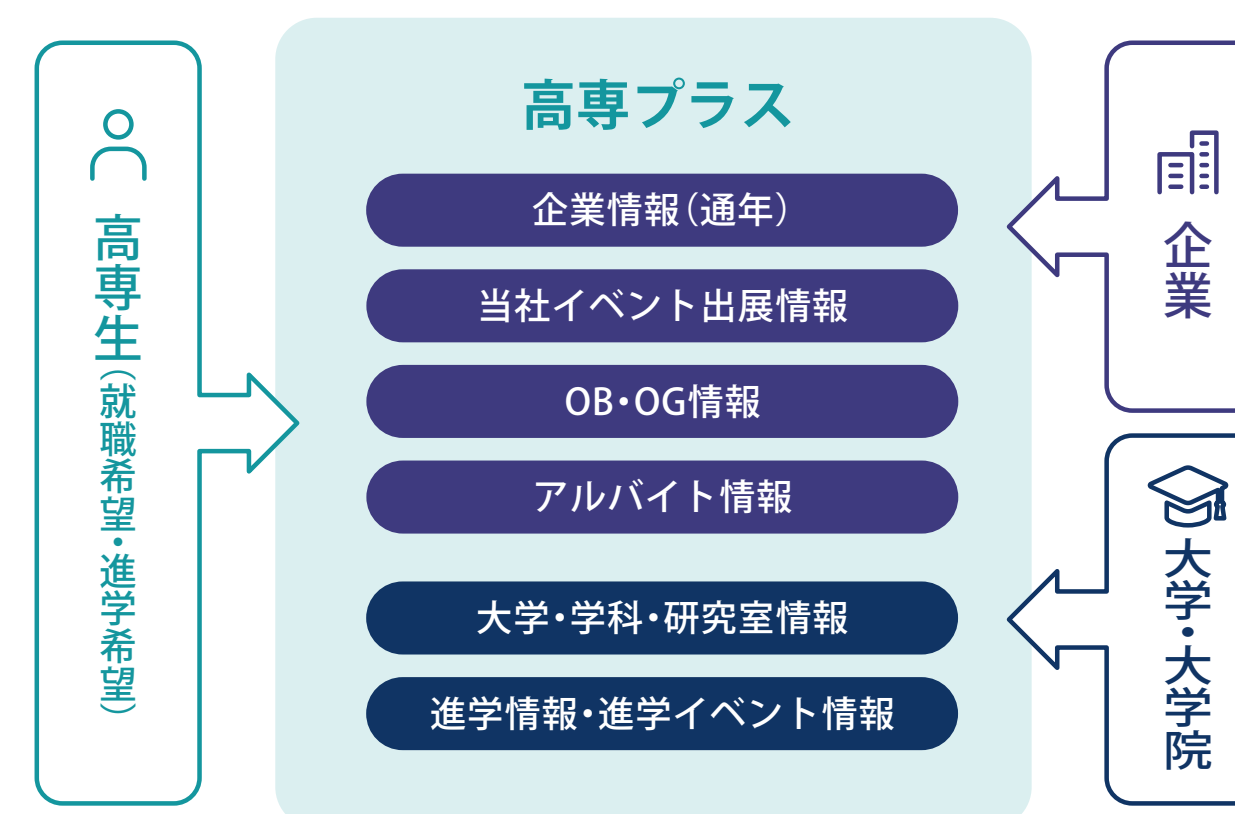 高専生(就職希望・進学希望)
高専プラス
企業情報(通年)
当社イベント出展情報
OB・OG情報
アルバイト情報
大学・学科・研究室情報
進学情報・進学イベント情報
企業
大学・大学院